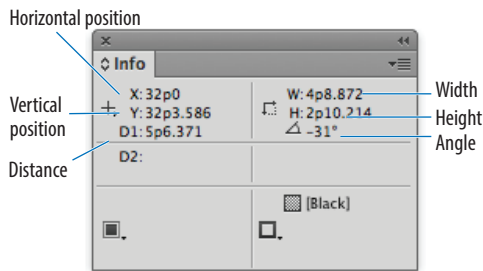 Horizontal position
Info
X: 32p0
Y: 32p3.586
D1: 5p6.371
W: 4p8.872
H: 2p10.214
-31°
D2:
[Black]
Vertical
position
Distance
Width
Height
Angle